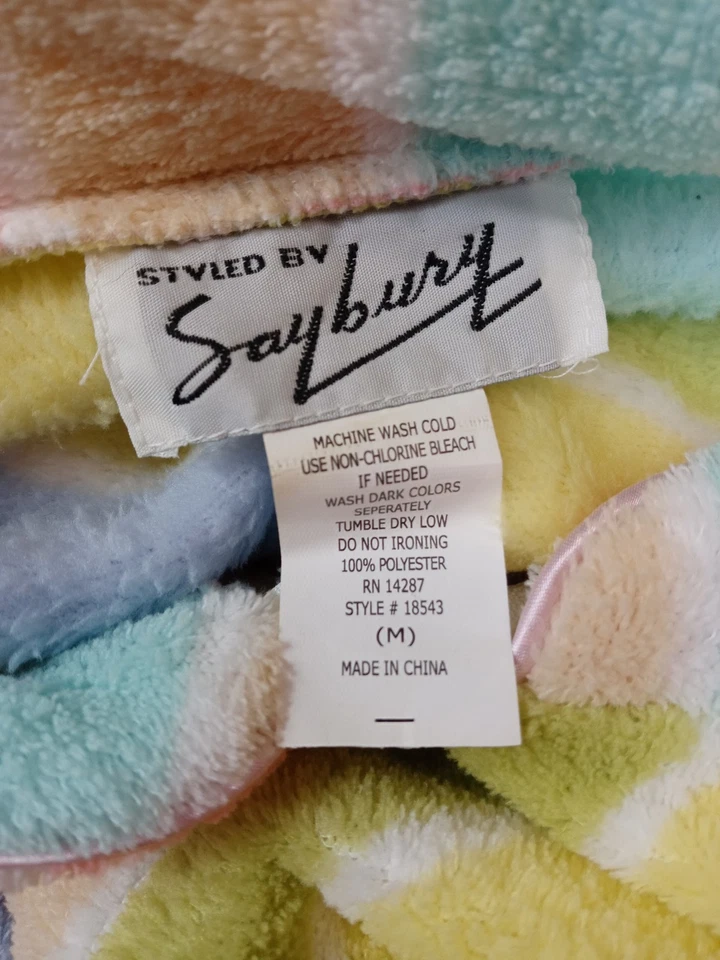 STYLED BY
Saybury
MACHINE WASH COLD
USE NON-CHLORINE BLEACH
IF NEEDED
WASH DARK COLORS
SEPERATELY
TUMBLE DRY LOW
DO NOT IRONING
100% POLYESTER
RN 14287
STYLE # 18543
(M)
MADE IN CHINA